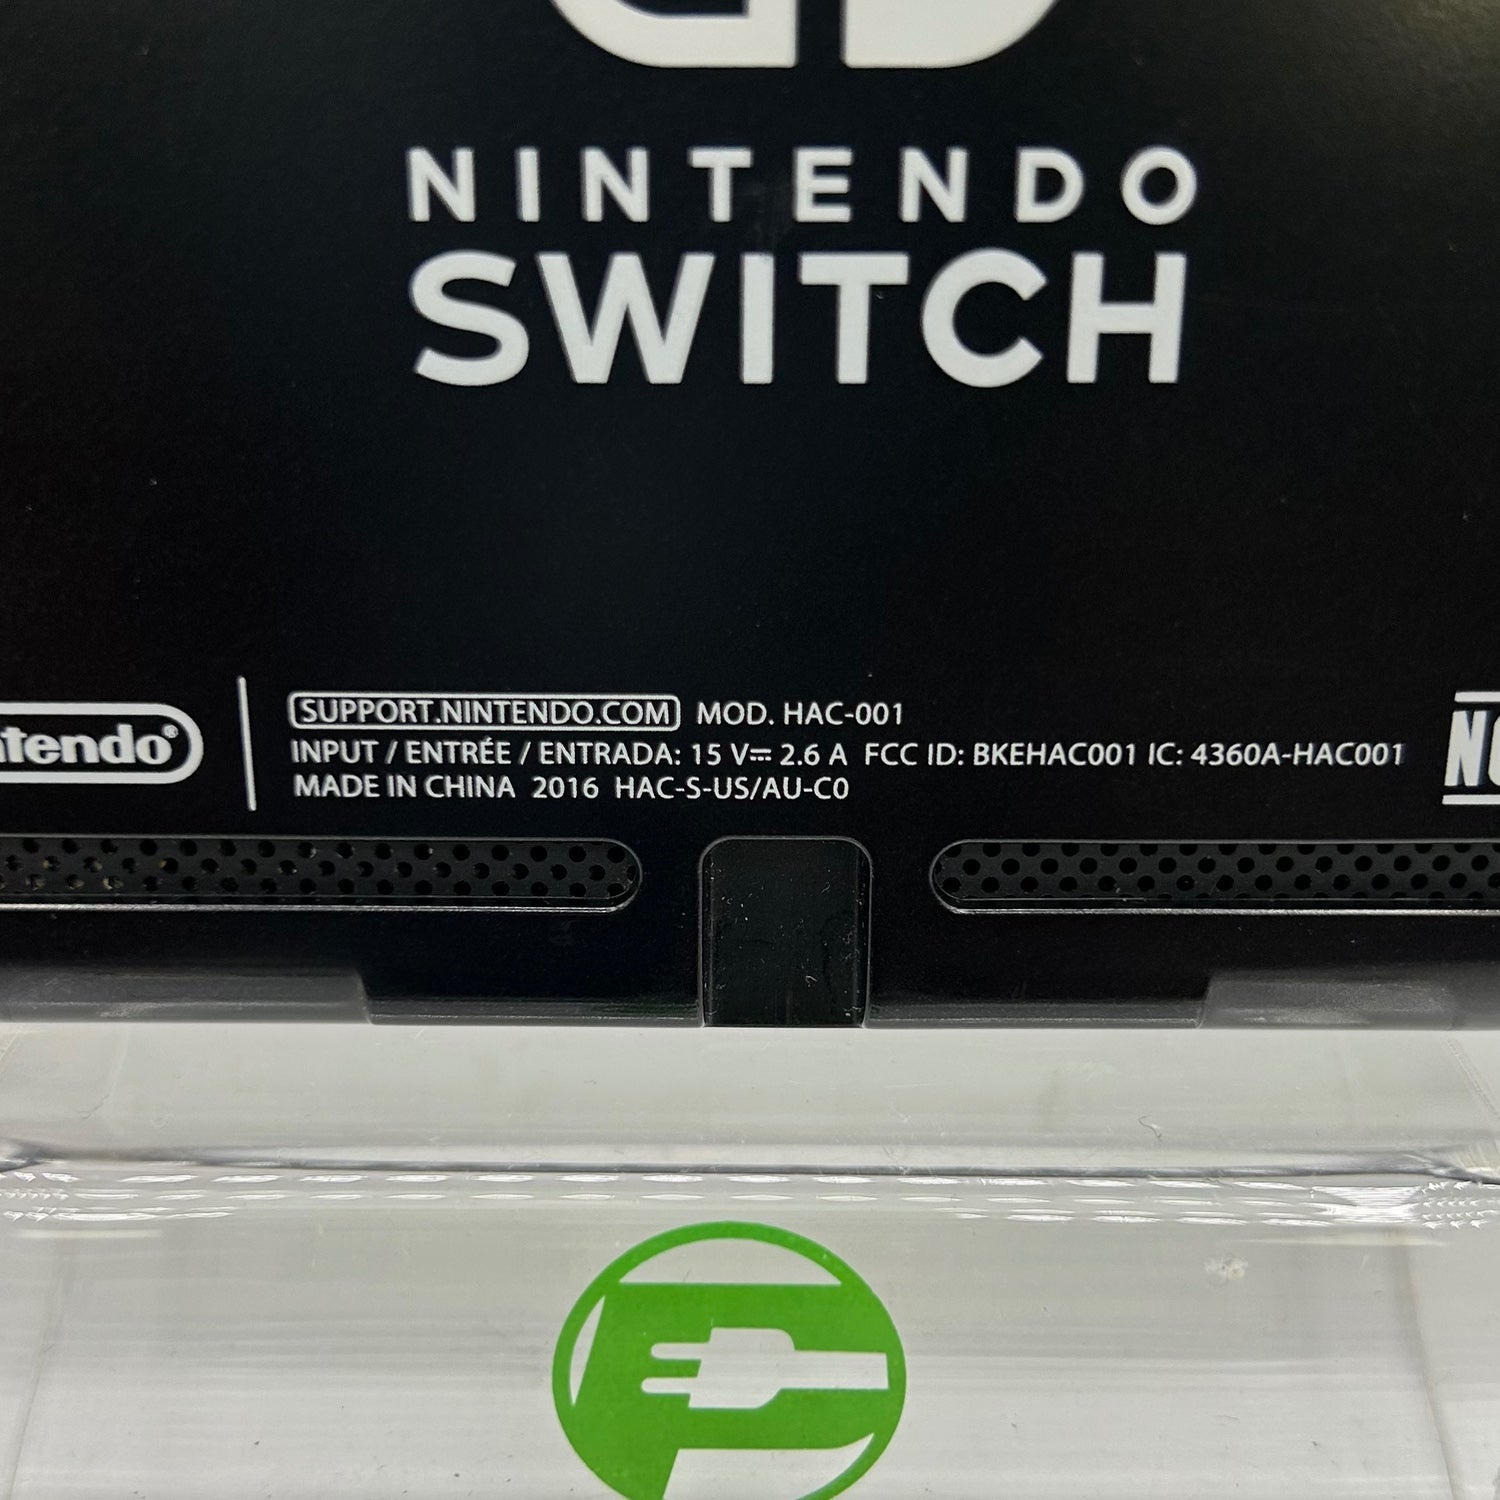 NINTENDO
SWITCH
SUPPORT.NINTENDO.COM MOD. HAC-001
INPUT / ENTRÉE / ENTRADA: 15 V⎓ 2.6 A FCC ID: BKEHAC001 IC: 4360A-HAC001
MADE IN CHINA 2016 HAC-S-US/AU-C0
ntendo®